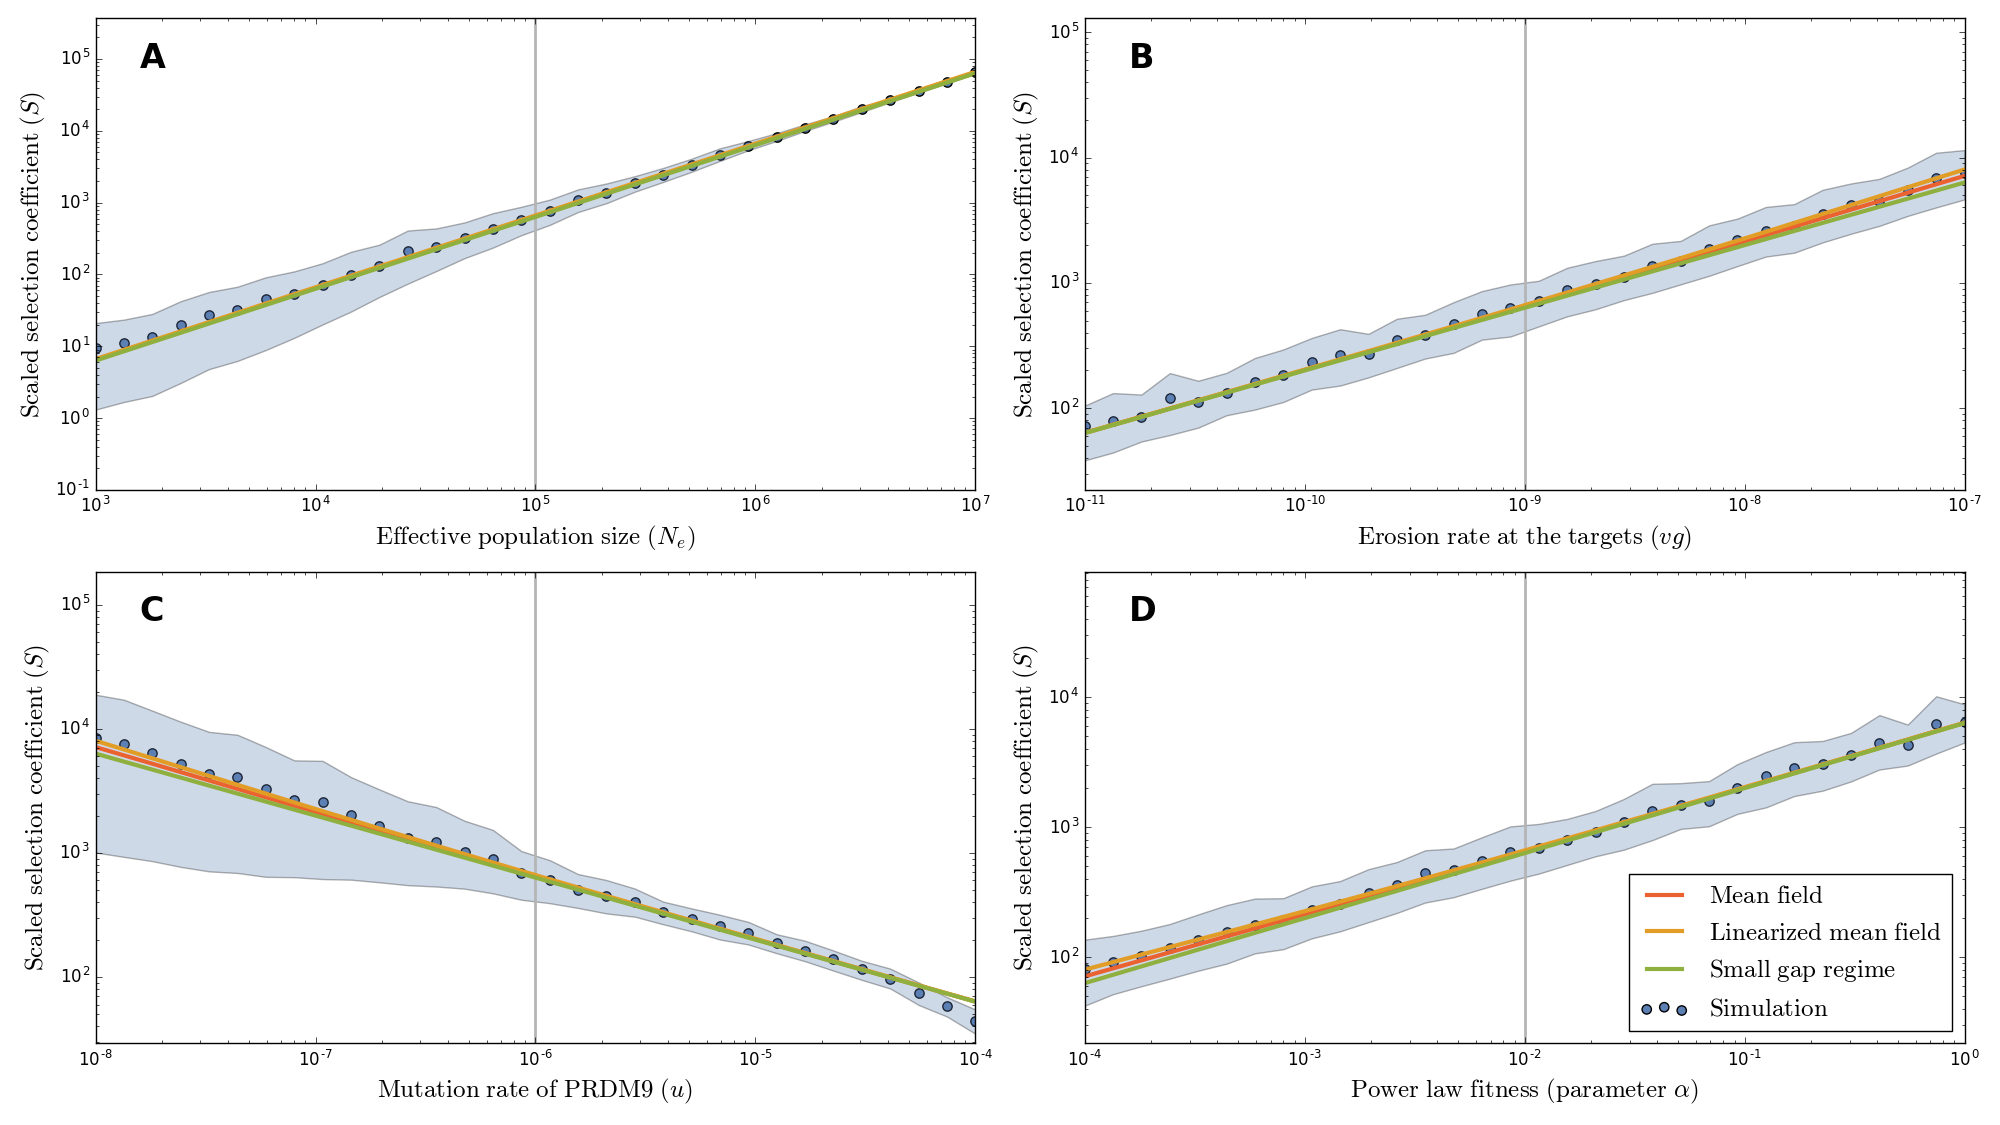 A
10^5
10^4
10^3
10^2
10^1
10^0
10^-1
Scaled selection coefficient (S)
10^3 10^4 10^5 10^6 10^7
Effective population size (N_e)
B
10^5
10^4
10^3
10^2
Scaled selection coefficient (S)
10^-11 10^-10 10^-9 10^-8 10^-7
Erosion rate at the targets (vg)
C
10^5
10^4
10^3
10^2
Scaled selection coefficient (S)
10^-8 10^-7 10^-6 10^-5 10^-4
Mutation rate of PRDM9 (u)
D
10^4
10^3
10^2
Scaled selection coefficient (S)
10^-4 10^-3 10^-2 10^-1 10^0
Power law fitness (parameter α)
Mean field
Linearized mean field
Small gap regime
Simulation